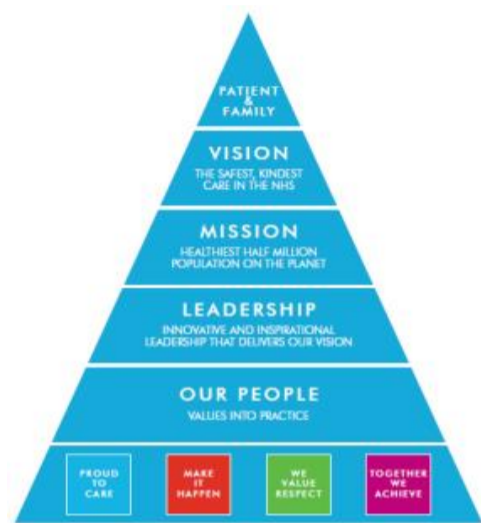 PATIENT
&
FAMILY
VISION
THE SAFEST, KINDEST
CARE IN THE NHS
MISSION
HEALTHIEST HALF MILLION
POPULATION ON THE PLANET
LEADERSHIP
INNOVATIVE AND INSPIRATIONAL
LEADERSHIP THAT DELIVERS OUR VISION
OUR PEOPLE
VALUES INTO PRACTICE
PROUD
TO
CARE
MAKE
IT
HAPPEN
WE
VALUE
RESPECT
TOGETHER
WE
ACHIEVE